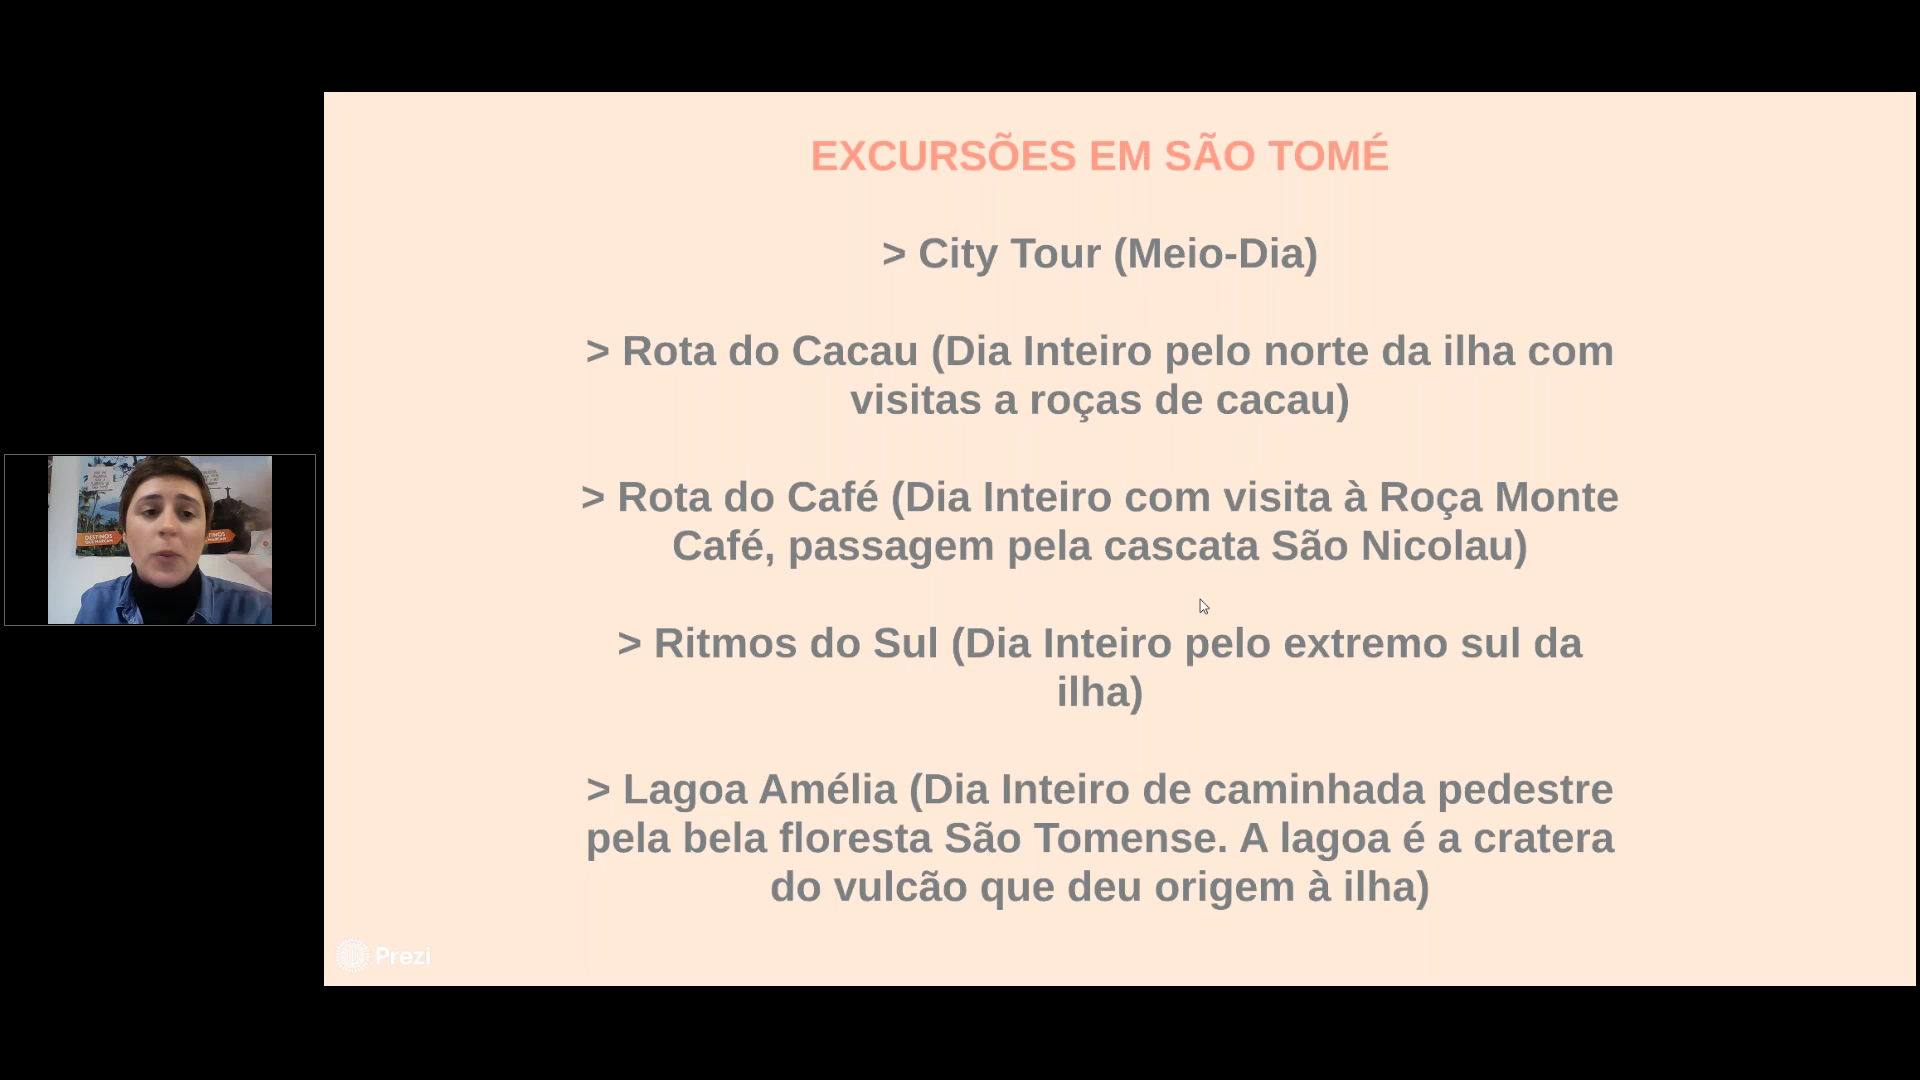 EXCURSÕES EM SÃO TOMÉ
> City Tour (Meio-Dia)
> Rota do Cacau (Dia Inteiro pelo norte da ilha com
visitas a roças de cacau)
> Rota do Café (Dia Inteiro com visita à Roça Monte
Café, passagem pela cascata São Nicolau)
> Ritmos do Sul (Dia Inteiro pelo extremo sul da
ilha)
> Lagoa Amélia (Dia Inteiro de caminhada pedestre
pela bela floresta São Tomense. A lagoa é a cratera
do vulcão que deu origem à ilha)
Prezi
DESTINOS
QUE MARCAM